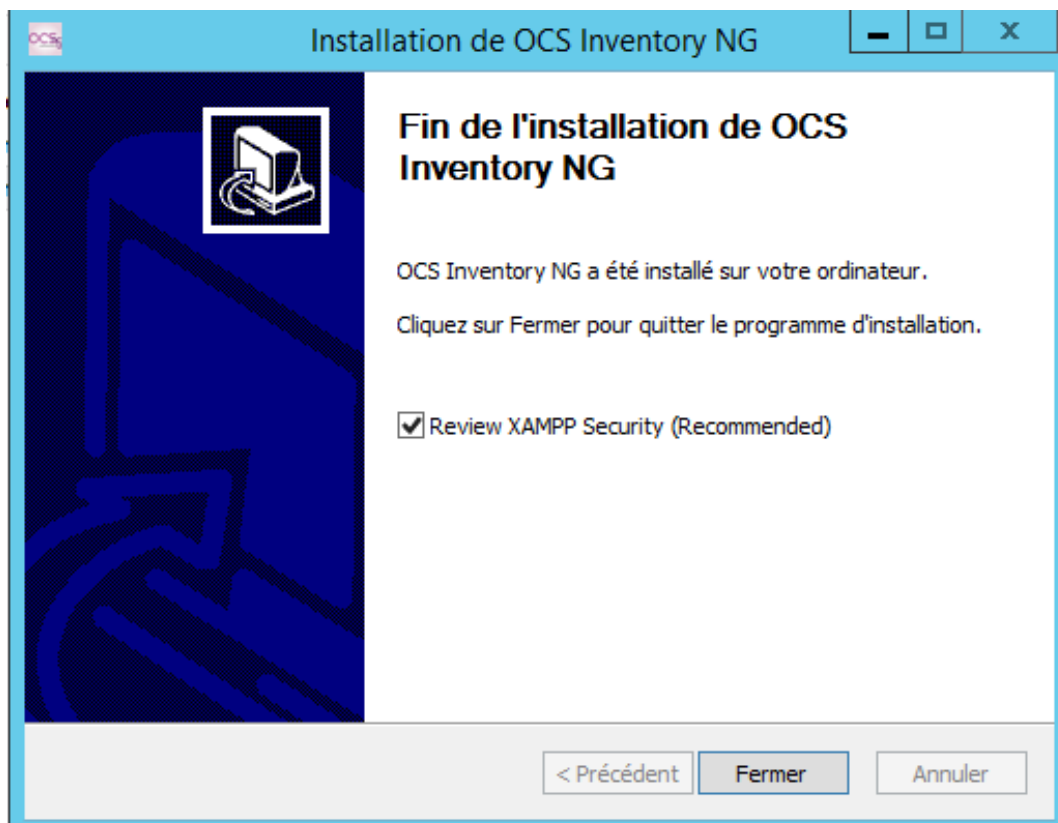 OCSng
Installation de OCS Inventory NG
Fin de l'installation de OCS
Inventory NG
OCS Inventory NG a été installé sur votre ordinateur.
Cliquez sur Fermer pour quitter le programme d'installation.
Review XAMPP Security (Recommended)
< Précédent
Fermer
Annuler